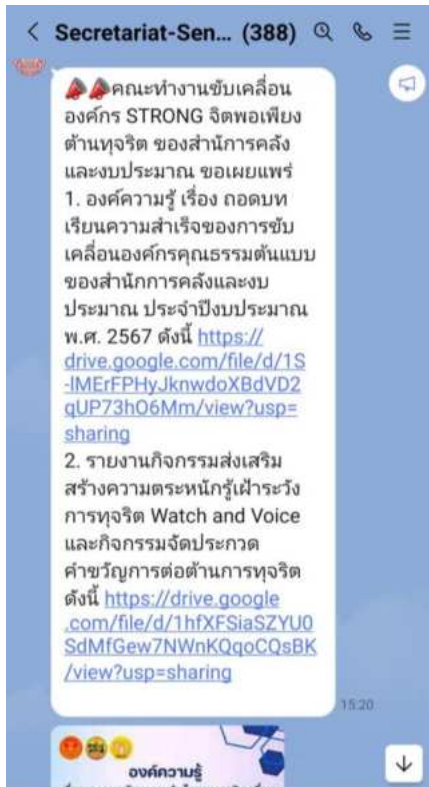 Secretariat-Sen... (388)
คณะทำงานขับเคลื่อน
องค์กร STRONG จิตพอเพียง
ต้านทุจริต ของสำนักการคลัง
และงบประมาณ ขอเผยแพร่
1. องค์ความรู้ เรื่อง ถอดบท
เรียนความสำเร็จของการขับ
เคลื่อนองค์กรคุณธรรมต้นแบบ
ของสำนักการคลังและงบ
ประมาณ ประจำปีงบประมาณ
พ.ศ. 2567 ดังนี้ https://
drive.google.com/file/d/1S
-lMErFPHyJknwdoXBdVD2
qUP73hO6Mm/view?usp=
sharing
2. รายงานกิจกรรมส่งเสริม
สร้างความตระหนักรู้เฝ้าระวัง
การทุจริต Watch and Voice
และกิจกรรมจัดประกวด
คำขวัญการต่อต้านการทุจริต
ดังนี้ https://drive.google
.com/file/d/1hfXFSiaSZYU0
SdMfGew7NWnKQqoCQsBK
/view?usp=sharing
15:20
องค์ความรู้